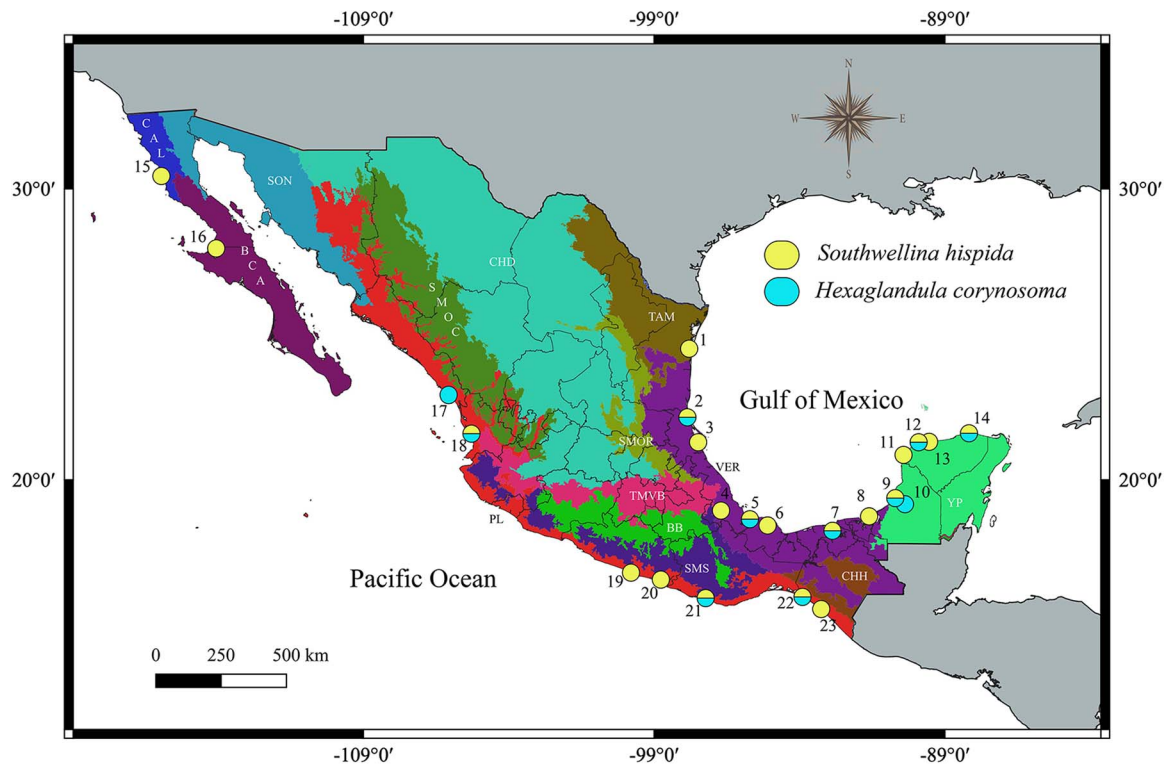 -109°0′ -99°0′ -89°0′
N
W E
S
C
A
L
15
30°0′ 30°0′
SON
16
B
C
A
CHD
S
M
O
C
Southwellina hispida
Hexaglandula corynosoma
TAM
1
2
3
Gulf of Mexico
17
18
SMOR
VER
11 12 13 14
20°0′ 20°0′
TMVB
4 5 6 7 8 9 10
YP
PL
BB
SMS
CHH
Pacific Ocean
19 20 21 22 23
0 250 500 km
-109°0′ -99°0′ -89°0′